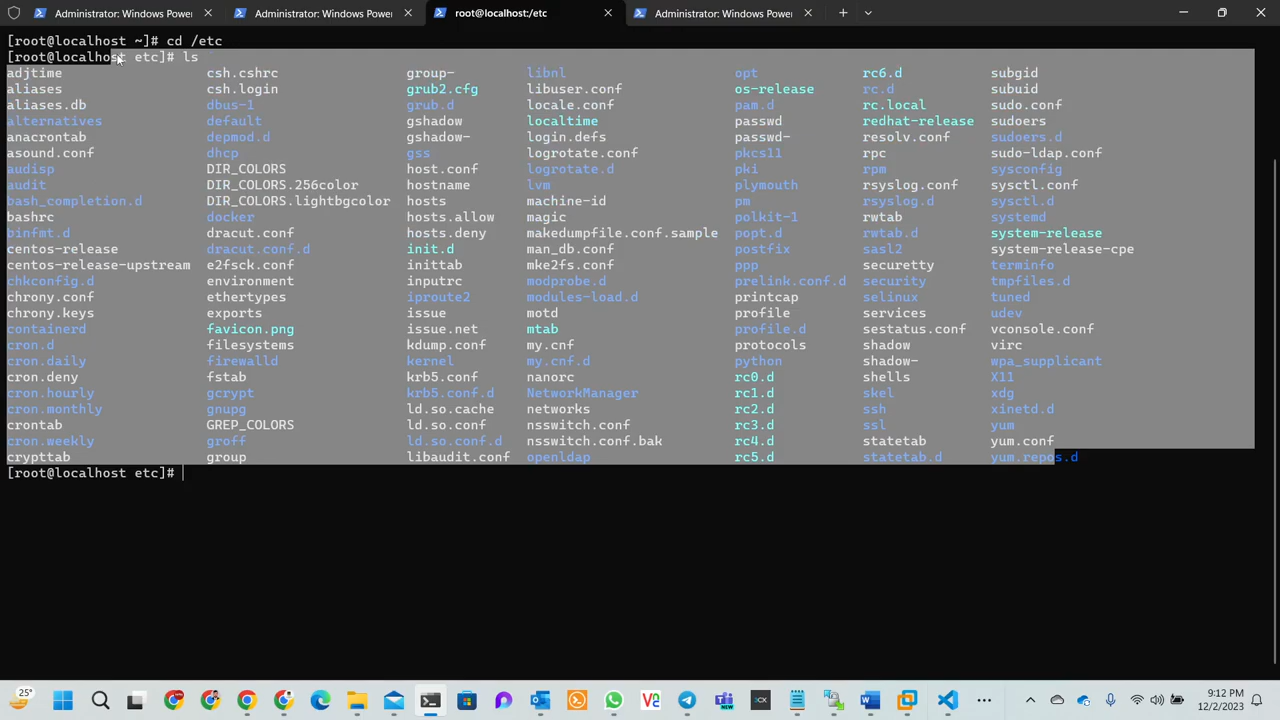 Administrator: Windows Power
Administrator: Windows Power
root@localhost:/etc
Administrator: Windows Power
[root@localhost ~]# cd /etc
[root@localhost etc]# ls
adjtime csh.cshrc group- libnl opt rc6.d subgid
aliases csh.login grub2.cfg libuser.conf os-release rc.d subuid
aliases.db dbus-1 grub.d locale.conf pam.d rc.local sudo.conf
alternatives default gshadow localtime passwd redhat-release sudoers
anacrontab depmod.d gshadow- login.defs passwd- resolv.conf sudoers.d
asound.conf dhcp gss logrotate.conf pkcs11 rpc sudo-ldap.conf
audisp DIR_COLORS host.conf logrotate.d pki rpm sysconfig
audit DIR_COLORS.256color hostname lvm plymouth rsyslog.conf sysctl.conf
bash_completion.d DIR_COLORS.lightbgcolor hosts machine-id pm rsyslog.d sysctl.d
bashrc docker hosts.allow magic polkit-1 rwtab systemd
binfmt.d dracut.conf hosts.deny makedumpfile.conf.sample popt.d rwtab.d system-release
centos-release dracut.conf.d init.d man_db.conf postfix sasl2 system-release-cpe
centos-release-upstream e2fsck.conf inittab mke2fs.conf ppp securetty terminfo
chkconfig.d environment inputrc modprobe.d prelink.conf.d security tmpfiles.d
chrony.conf ethertypes iproute2 modules-load.d printcap selinux tuned
chrony.keys exports issue motd profile services udev
containerd favicon.png issue.net mtab profile.d sestatus.conf vconsole.conf
cron.d filesystems kdump.conf my.cnf protocols shadow virc
cron.daily firewalld kernel my.cnf.d python shadow- wpa_supplicant
cron.deny fstab krb5.conf nanorc rc0.d shells X11
cron.hourly gcrypt krb5.conf.d NetworkManager rc1.d skel xdg
cron.monthly gnupg ld.so.cache networks rc2.d ssh xinetd.d
crontab GREP_COLORS ld.so.conf nsswitch.conf rc3.d ssl yum
cron.weekly groff ld.so.conf.d nsswitch.conf.bak rc4.d statetab yum.conf
crypttab group libaudit.conf openldap rc5.d statetab.d yum.repos.d
[root@localhost etc]#
25°
9:12 PM
12/2/2023